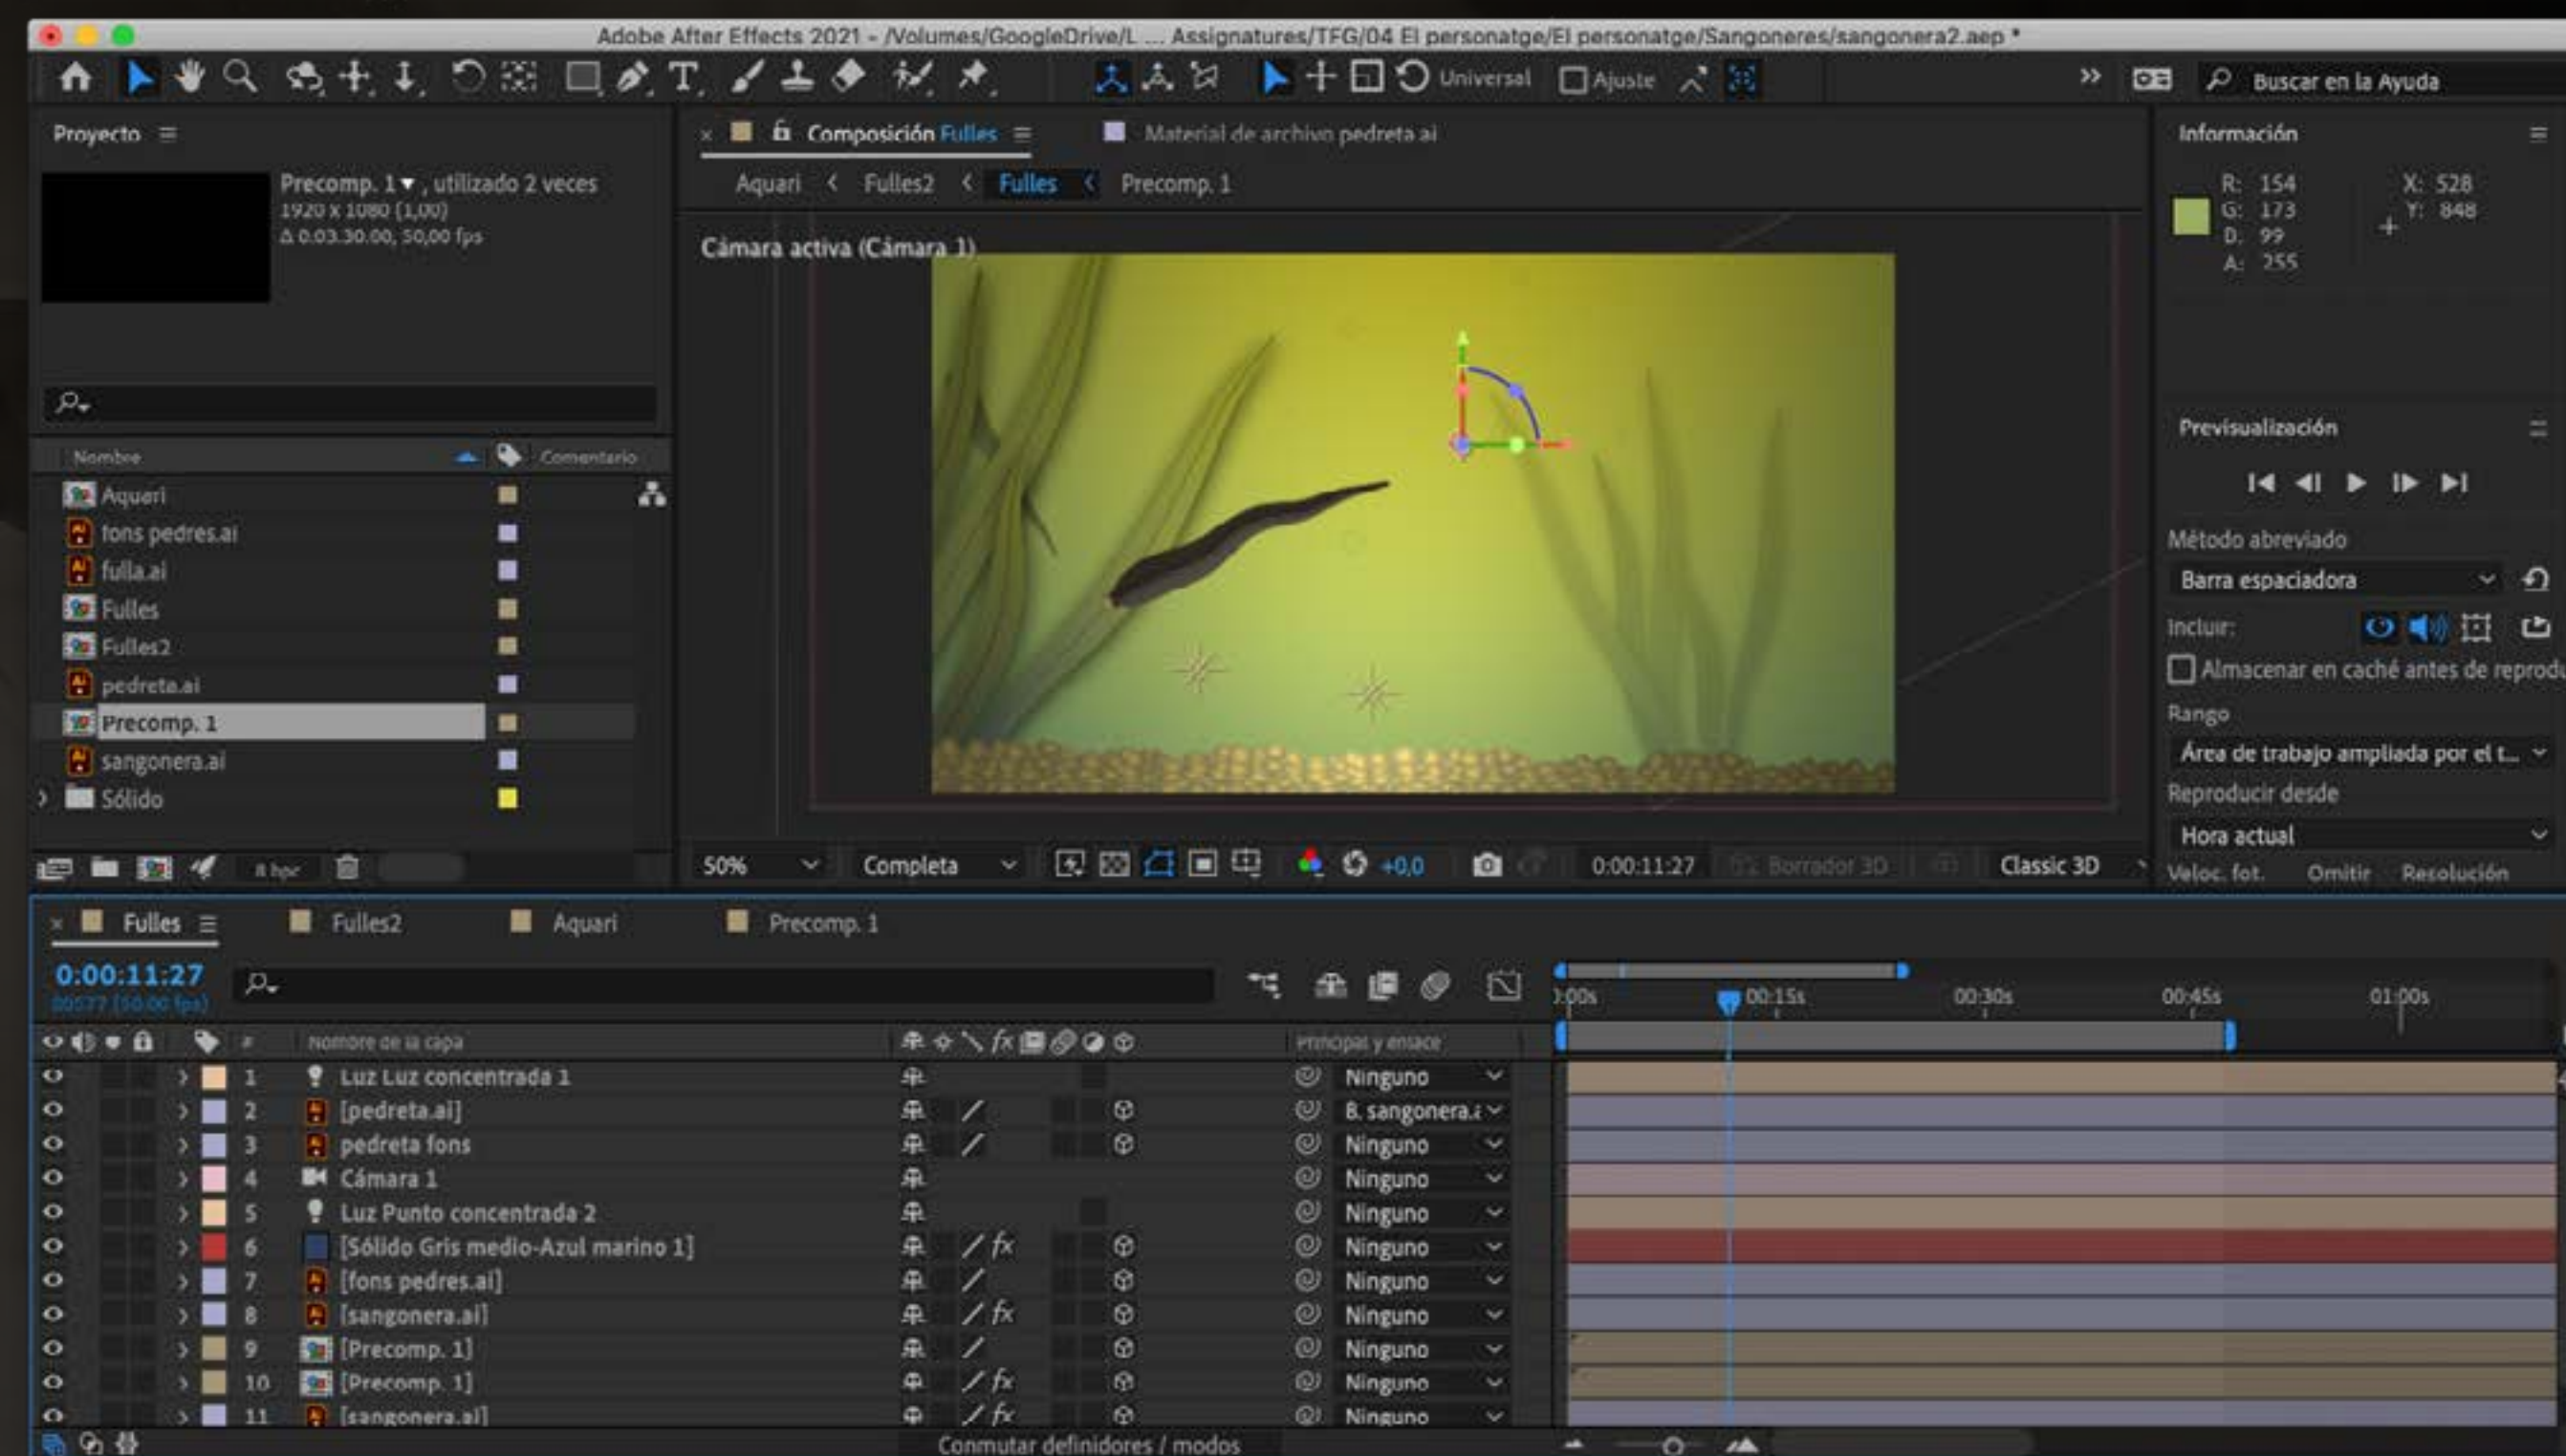 Adobe After Effects 2021 - /Volumes/GoogleDrive/L ... Assignatures/TFG/04 El personatge/El personatge/Sangoneres/sangonera2.aep *
Universal
Ajuste
Buscar en la Ayuda
Proyecto
Precomp. 1 , utilizado 2 veces
1920 x 1080 (1,00)
Δ 0:03:30:00, 50,00 fps
Nombre
Comentario
Aquari
fons pedres.ai
fulla.ai
Fulles
Fulles2
pedreta.ai
Precomp. 1
sangonera.ai
Sólido
8 bpc
Composición Fulles
Material de archivo pedreta ai
Aquari < Fulles2 < Fulles < Precomp. 1
Cámara activa (Cámara 1)
50%
Completa
+0,0
0:00:11:27
Borrador 3D
Classic 3D
Información
R: 154
G: 173
99
A: 255
X: 528
Y: 848
Previsualización
Método abreviado
Barra espaciadora
Incluir:
Almacenar en caché antes de reprodu
Rango
Área de trabajo ampliada por el t...
Reproducir desde
Hora actual
Veloc. fot. Omitir Resolución
Fulles
Fulles2
Aquari
Precomp. 1
0:00:11:27
00577 (50.00 fps)
:00s 00:15s 00:30s 00:45s 01:00s
# Nombre de la capa
fx
Principal y enlace
1 Luz Luz concentrada 1 Ninguno
2 [pedreta.ai] 8. sangonera.a
3 pedreta fons Ninguno
4 Cámara 1 Ninguno
5 Luz Punto concentrada 2 Ninguno
6 [Sólido Gris medio-Azul marino 1] fx Ninguno
7 [fons pedres.ai] Ninguno
8 [sangonera.ai] fx Ninguno
9 [Precomp. 1] Ninguno
10 [Precomp. 1] fx Ninguno
11 [sangonera.ai] fx Ninguno
Conmutar definidores / modos